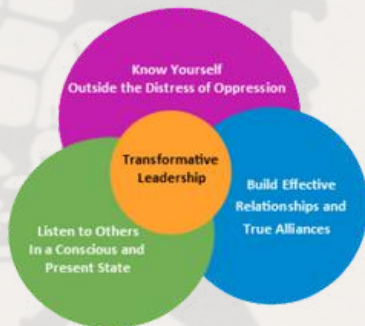 Know Yourself
Outside the Distress of Oppression
Transformative
Leadership
Build Effective
Relationships and
True Alliances
Listen to Others
In a Conscious and
Present State